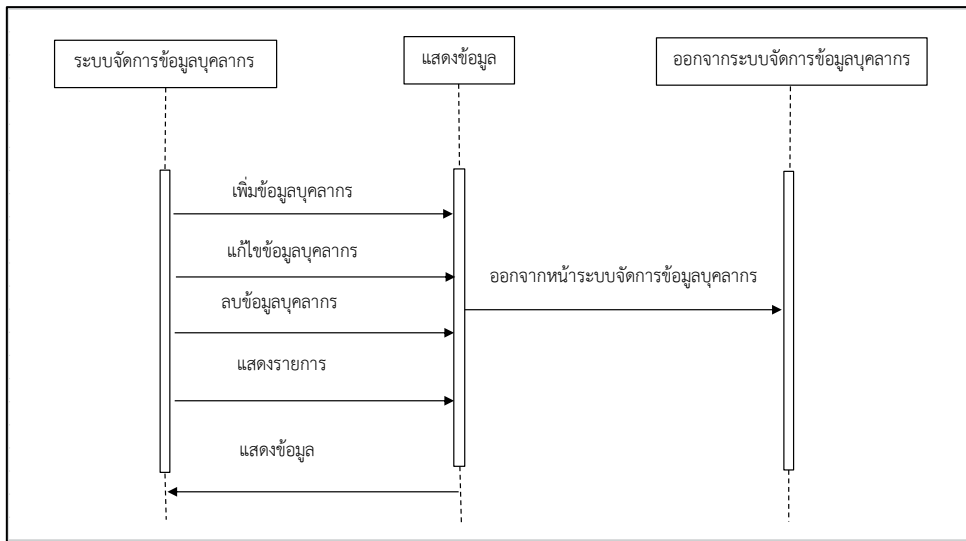 ระบบจัดการข้อมูลบุคลากร
แสดงข้อมูล
ออกจากระบบจัดการข้อมูลบุคลากร
เพิ่มข้อมูลบุคลากร
แก้ไขข้อมูลบุคลากร
ออกจากหน้าระบบจัดการข้อมูลบุคลากร
ลบข้อมูลบุคลากร
แสดงรายการ
แสดงข้อมูล